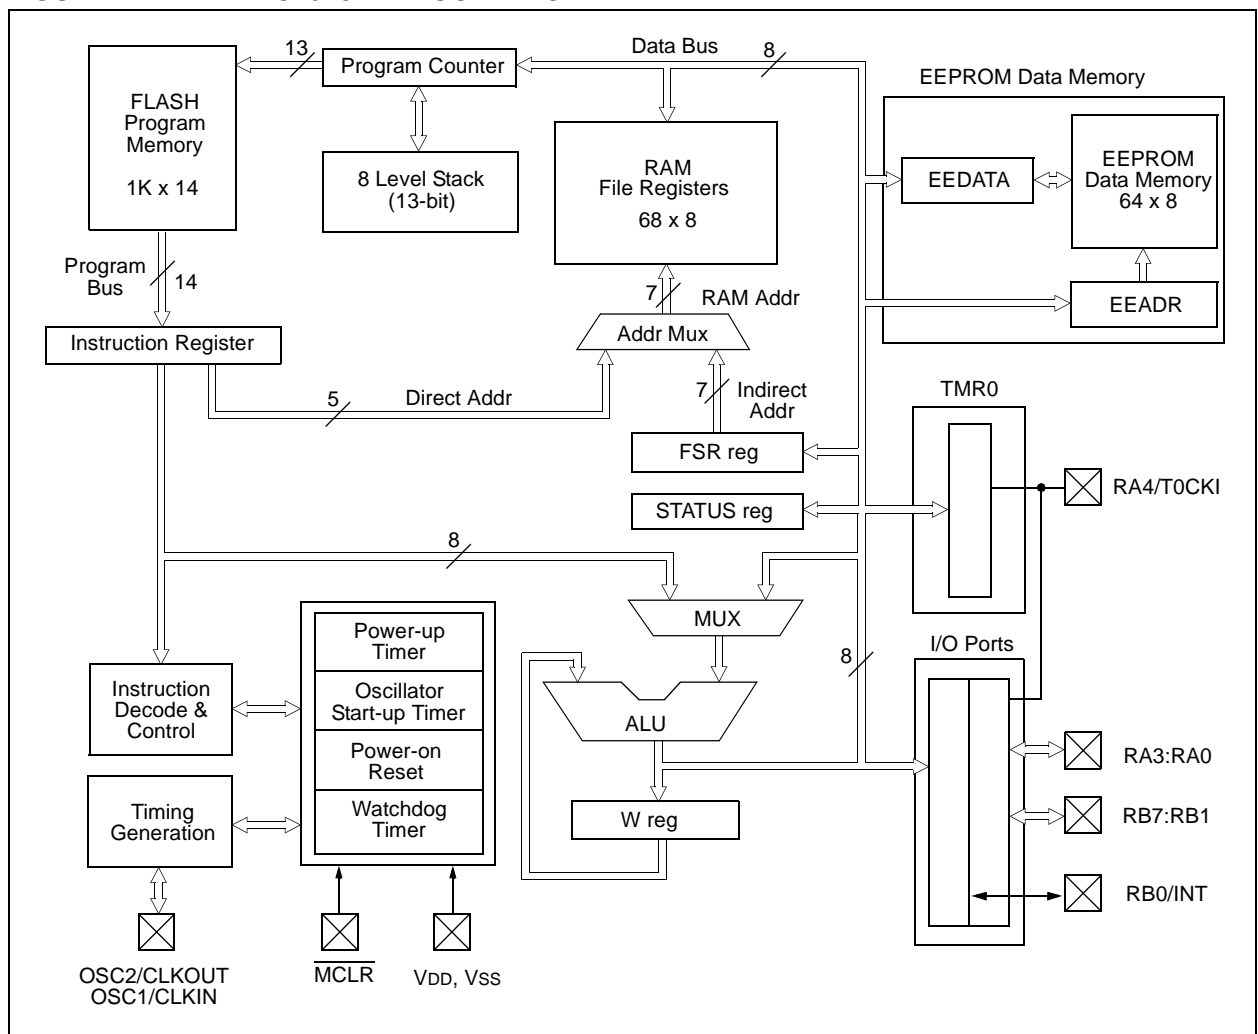 13
Program Counter
Data Bus
8
EEPROM Data Memory
FLASH
Program
Memory
1K x 14
8 Level Stack
(13-bit)
RAM
File Registers
68 x 8
EEDATA
EEPROM
Data Memory
64 x 8
EEADR
Program
Bus
14
7
RAM Addr
Instruction Register
Addr Mux
5
Direct Addr
7
Indirect
Addr
TMR0
FSR reg
RA4/T0CKI
STATUS reg
8
MUX
Power-up
Timer
I/O Ports
8
Instruction
Decode &
Control
Oscillator
Start-up Timer
ALU
Power-on
Reset
RA3:RA0
Timing
Generation
Watchdog
Timer
W reg
RB7:RB1
RB0/INT
OSC2/CLKOUT
OSC1/CLKIN
MCLR
VDD, VSS